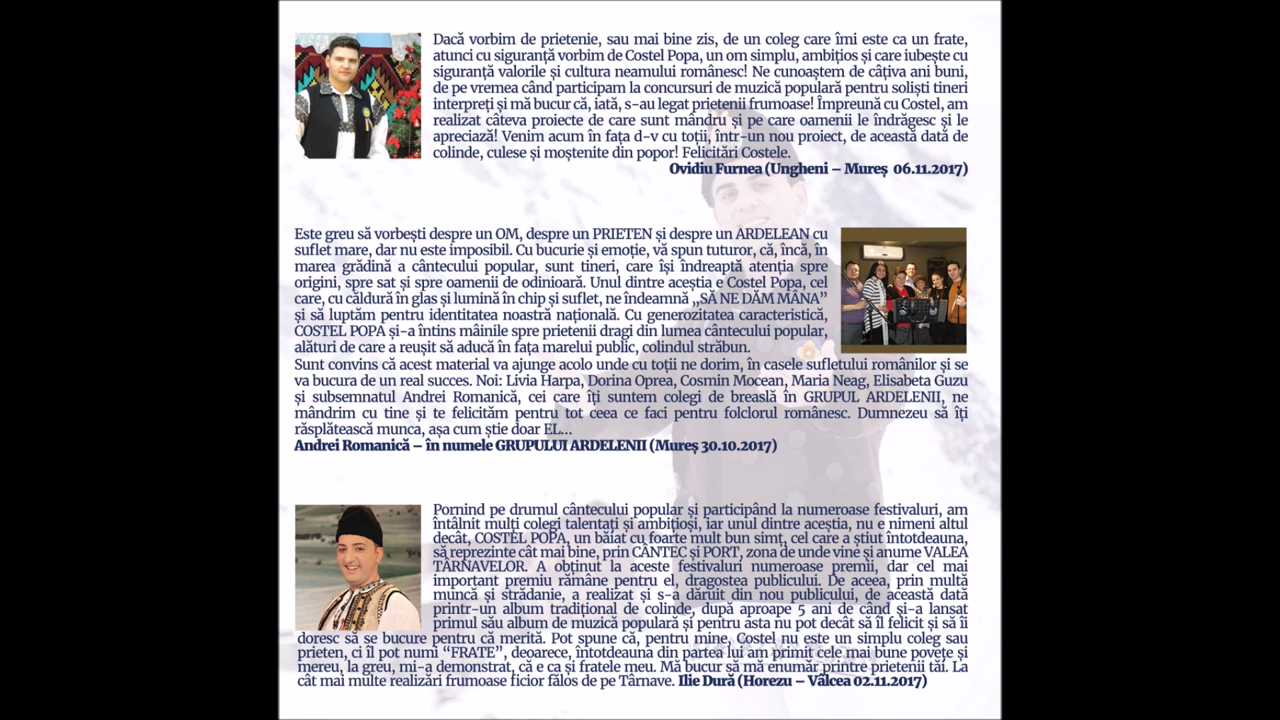 Dacă vorbim de prietenie, sau mai bine zis, de un coleg care îmi este ca un frate,
atunci cu siguranță vorbim de Costel Popa, un om simplu, ambițios și care iubește cu
siguranță valorile și cultura neamului românesc! Ne cunoaștem de câțiva ani buni,
de pe vremea când participam la concursuri de muzică populară pentru soliști tineri
interpreți și mă bucur că, iată, s-au legat prietenii frumoase! Împreună cu Costel, am
realizat câteva proiecte de care sunt mândru și pe care oamenii le îndrăgesc și le
apreciază! Venim acum în fața d-v cu toții, într-un nou proiect, de această dată de
colinde, culese și moștenite din popor! Felicitări Costele.
Ovidiu Furnea (Ungheni – Mureș 06.11.2017)
Este greu să vorbești despre un OM, despre un PRIETEN și despre un ARDELEAN cu
suflet mare, dar nu este imposibil. Cu bucurie și emoție, vă spun tuturor, că, încă, în
marea grădină a cântecului popular, sunt tineri, care își îndreaptă atenția spre
origini, spre sat și spre oamenii de odinioară. Unul dintre aceștia e Costel Popa, cel
care, cu căldură în glas și lumină în chip și suflet, ne îndeamnă „SĂ NE DĂM MÂNA”
și să luptăm pentru identitatea noastră națională. Cu generozitatea caracteristică,
COSTEL POPA și-a întins mâinile spre prietenii dragi din lumea cântecului popular,
alături de care a reușit să aducă în fața marelui public, colindul străbun.
Sunt convins că acest material va ajunge acolo unde cu toții ne dorim, în casele sufletului românilor și se
va bucura de un real succes. Noi: Livia Harpa, Dorina Oprea, Cosmin Mocean, Maria Neag, Elisabeta Guzu
și subsemnatul Andrei Romanică, cei care îți suntem colegi de breaslă în GRUPUL ARDELENII, ne
mândrim cu tine și te felicităm pentru tot ceea ce faci pentru folclorul românesc. Dumnezeu să îți
răsplătească munca, așa cum știe doar EL...
Andrei Romanică – în numele GRUPULUI ARDELENII (Mureș 30.10.2017)
Pornind pe drumul cântecului popular și participând la numeroase festivaluri, am
întâlnit mulți colegi talentați și ambițioși, iar unul dintre aceștia, nu e nimeni altul
decât, COSTEL POPA, un băiat cu foarte mult bun simț, cel care a știut întotdeauna,
să reprezinte cât mai bine, prin CÂNTEC și PORT, zona de unde vine și anume VALEA
TÂRNAVELOR. A obținut la aceste festivaluri numeroase premii, dar cel mai
important premiu rămâne pentru el, dragostea publicului. De aceea, prin multă
muncă și strădanie, a realizat și s-a dăruit din nou publicului, de această dată
printr-un album tradițional de colinde, după aproape 5 ani de când și-a lansat
primul său album de muzică populară și pentru asta nu pot decât să îl felicit și să îi
doresc să se bucure pentru că merită. Pot spune că, pentru mine, Costel nu este un simplu coleg sau
prieten, ci îl pot numi “FRATE”, deoarece, întotdeauna din partea lui am primit cele mai bune povețe și
mereu, la greu, mi-a demonstrat, că e ca și fratele meu. Mă bucur să mă enumăr printre prietenii tăi. La
cât mai multe realizări frumoase ficior fălos de pe Târnave. Ilie Dură (Horezu – Vâlcea 02.11.2017)